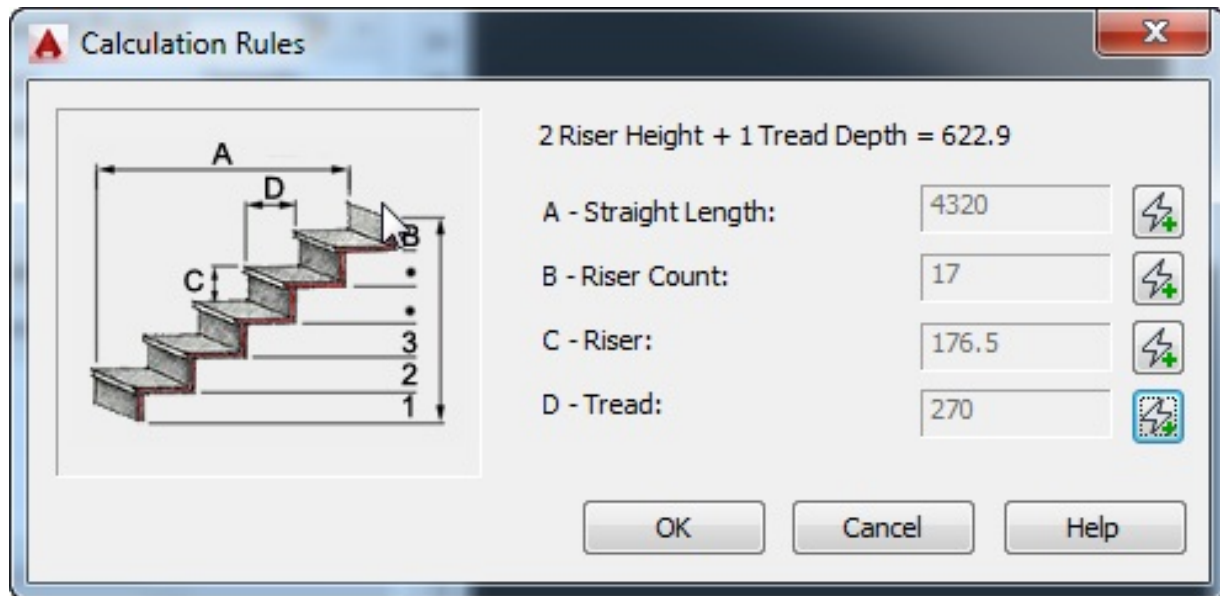 Calculation Rules
2 Riser Height + 1 Tread Depth = 622.9
A
D
B
C
3
2
1
A - Straight Length: 4320
B - Riser Count: 17
C - Riser: 176.5
D - Tread: 270
OK Cancel Help